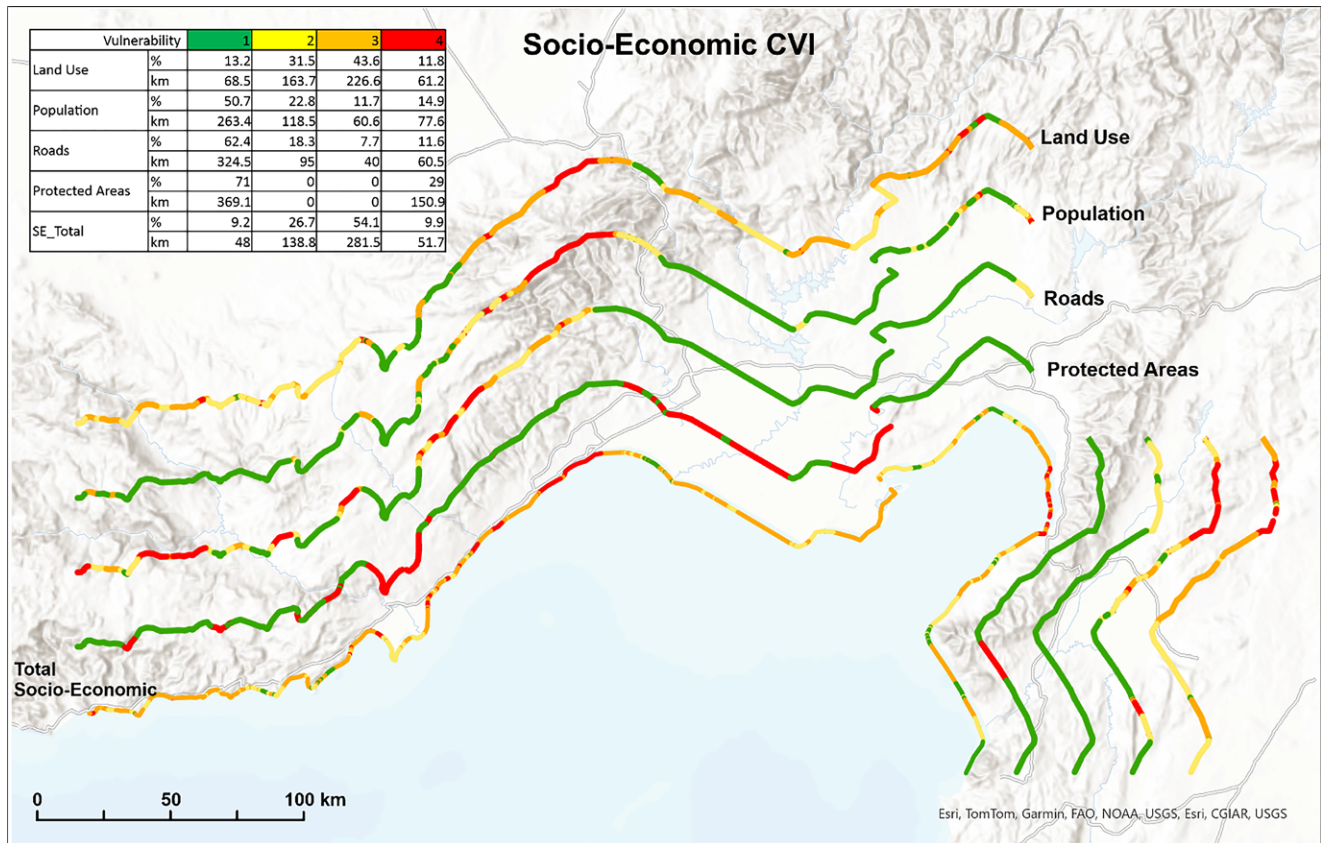 Socio-Economic CVI
Vulnerability 1 2 3 4
Land Use % 13.2 31.5 43.6 11.8
km 68.5 163.7 226.6 61.2
Population % 50.7 22.8 11.7 14.9
km 263.4 118.5 60.6 77.6
Roads % 62.4 18.3 7.7 11.6
km 324.5 95 40 60.5
Protected Areas % 71 0 0 29
km 369.1 0 0 150.9
SE_Total % 9.2 26.7 54.1 9.9
km 48 138.8 281.5 51.7
Land Use
Population
Roads
Protected Areas
Total
Socio-Economic
0 50 100 km
Esri, TomTom, Garmin, FAO, NOAA, USGS, Esri, CGIAR, USGS